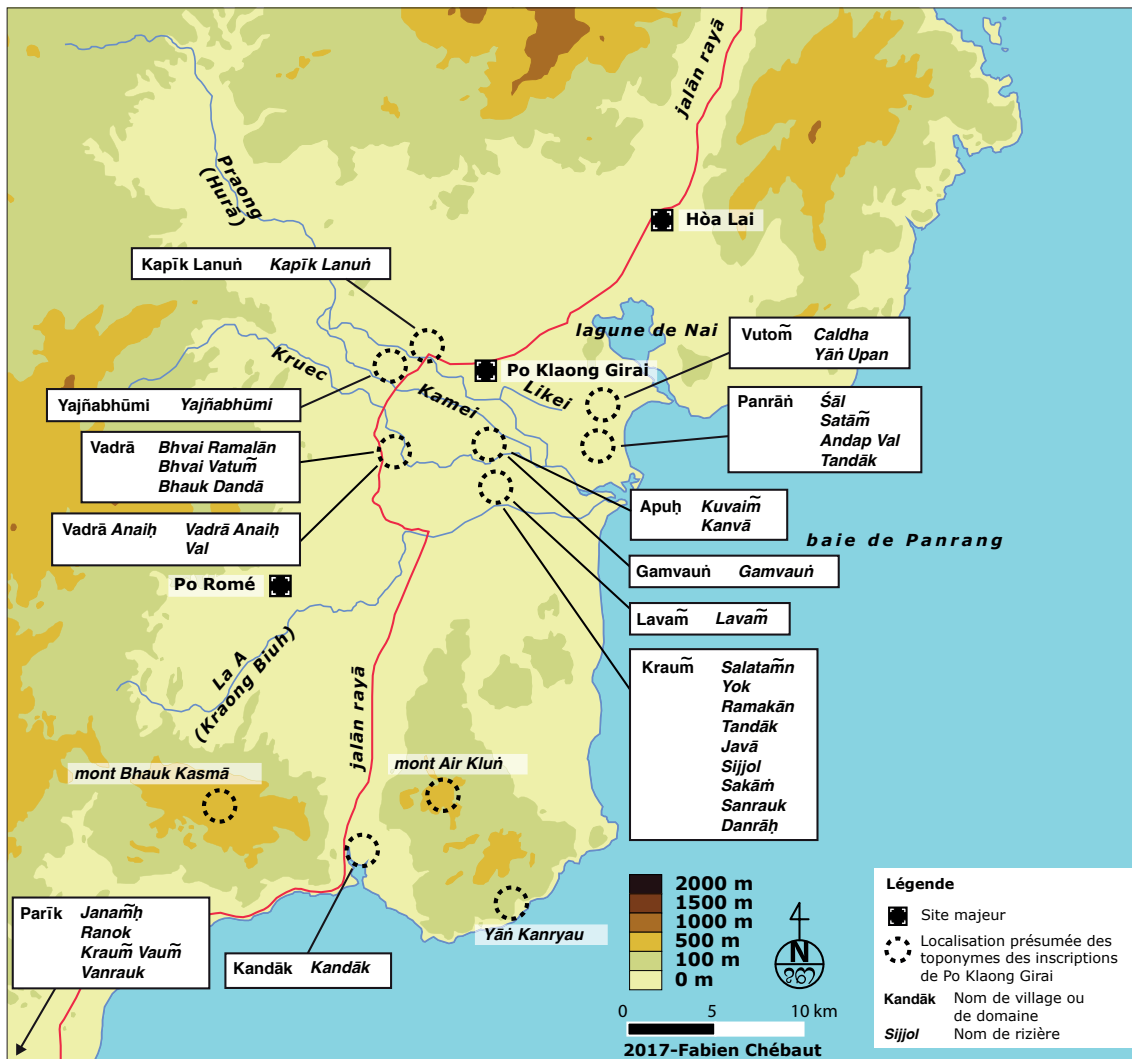 jalān rayā
Praong
(Hurā)
Hòa Lai
Kapīk Lanuṅ Kapīk Lanuṅ
lagune de Nai
Vutom̃ Caldha
Yāṅ Upan
Kruec
Po Klaong Girai
Likei
Kamei
Yajñabhūmi Yajñabhūmi
Panrāṅ Śāl
Satām̃
Andap Val
Tandāk
Vadrā Bhvai Ramalān
Bhvai Vatum̃
Bhauk Dandā
Apuḥ Kuvaim̃
Kanvā
Vadrā Anaiḥ Vadrā Anaiḥ
Val
baie de Panrang
Gamvauṅ Gamvauṅ
Po Romé
Lavam̃ Lavam̃
La A
(Kraong Biuh)
Kraum̃ Salatam̃n
Yok
Ramakān
Tandāk
Javā
Sijjol
Sakāṁ
Sanrauk
Danrāḥ
jalān rayā
mont Bhauk Kasmā
mont Air Kluṅ
Yāṅ Kanryau
Parīk Janam̃ḥ
Ranok
Kraum̃ Vaum̃
Vanrauk
Kandāk Kandāk
2000 m
1500 m
1000 m
500 m
100 m
0 m
N
0 5 10 km
2017-Fabien Chébaut
Légende
Site majeur
Localisation présumée des
toponymes des inscriptions
de Po Klaong Girai
Kandāk Nom de village ou
de domaine
Sijjol Nom de rizière